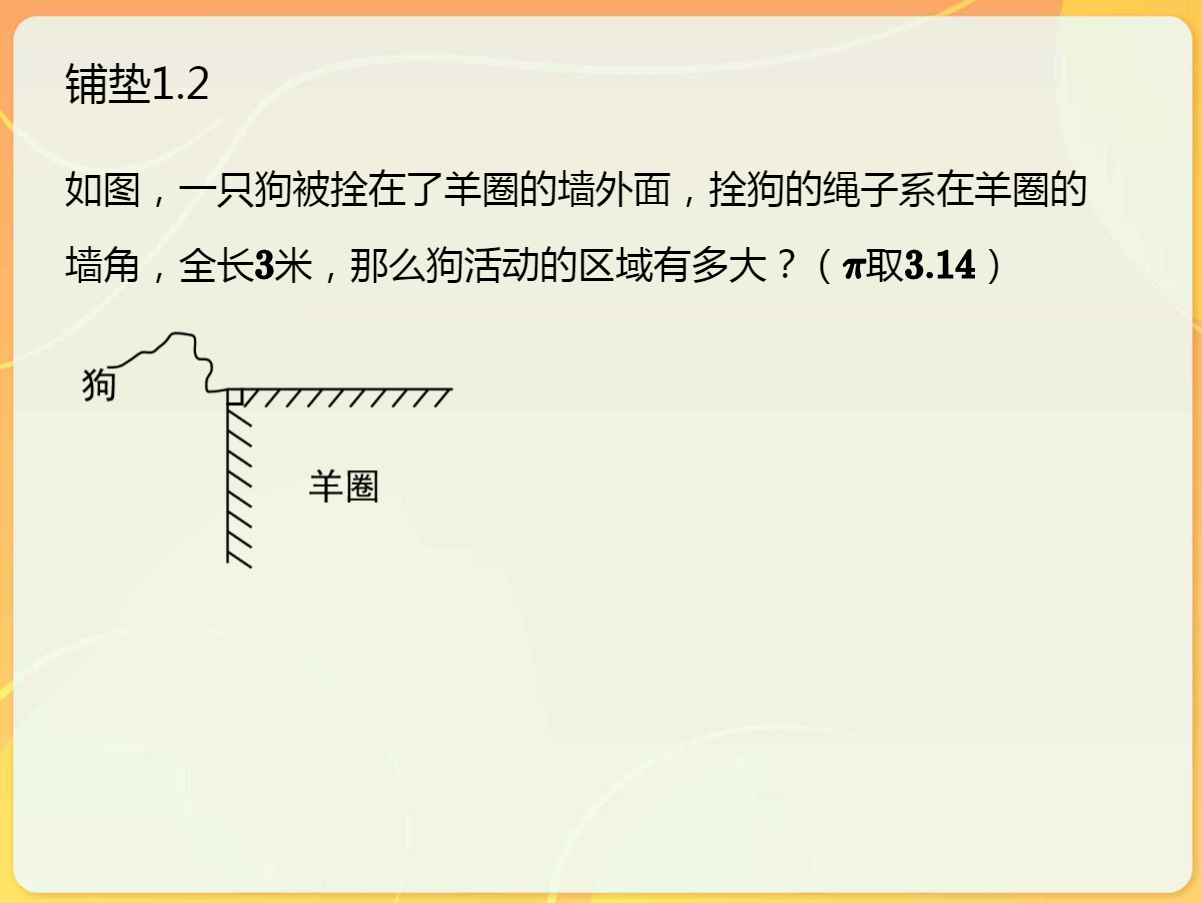 铺垫1.2
如图，一只狗被拴在了羊圈的墙外面，拴狗的绳子系在羊圈的
墙角，全长3米，那么狗活动的区域有多大？（π取3.14）
狗
羊圈